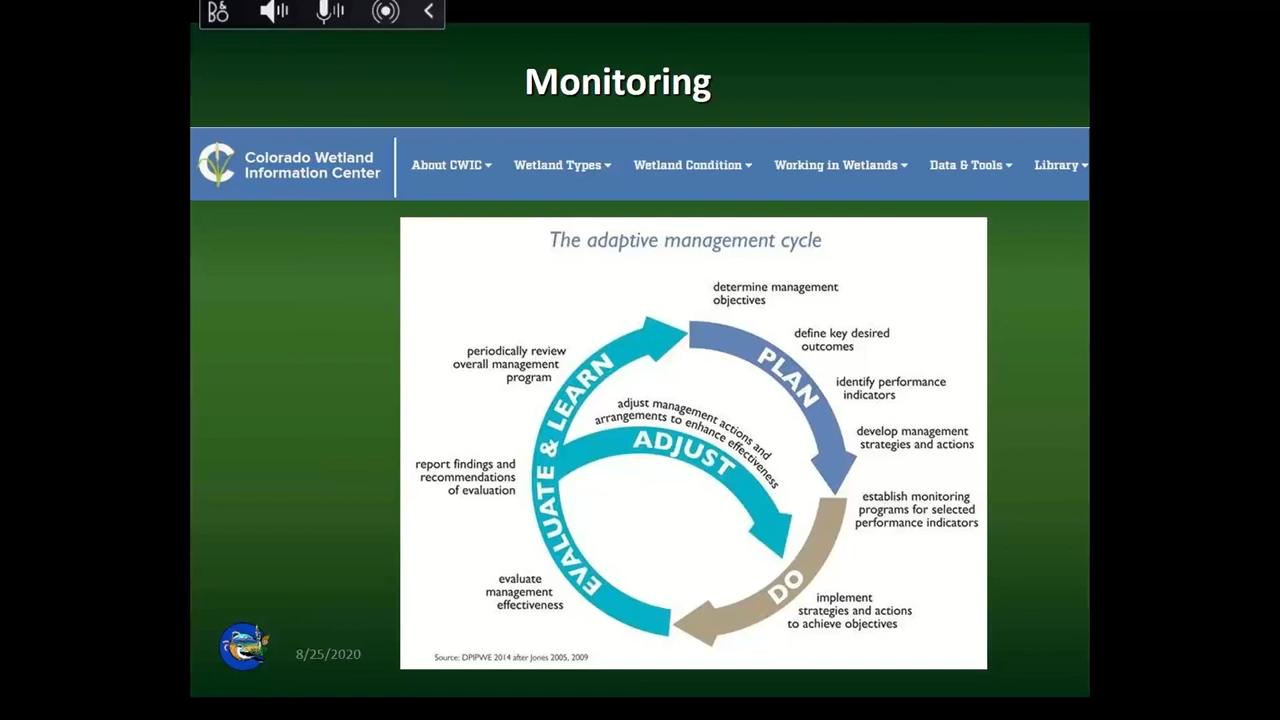 Monitoring
Colorado Wetland
Information Center
About CWIC
Wetland Types
Wetland Condition
Working in Wetlands
Data & Tools
Library
The adaptive management cycle
determine management
objectives
define key desired
outcomes
identify performance
indicators
develop management
strategies and actions
establish monitoring
programs for selected
performance indicators
implement
strategies and actions
to achieve objectives
evaluate
management
effectiveness
report findings and
recommendations
of evaluation
periodically review
overall management
program
PLAN
DO
EVALUATE & LEARN
adjust management actions and
arrangements to enhance effectiveness
ADJUST
Source: DPIPWE 2014 after Jones 2005, 2009
8/25/2020